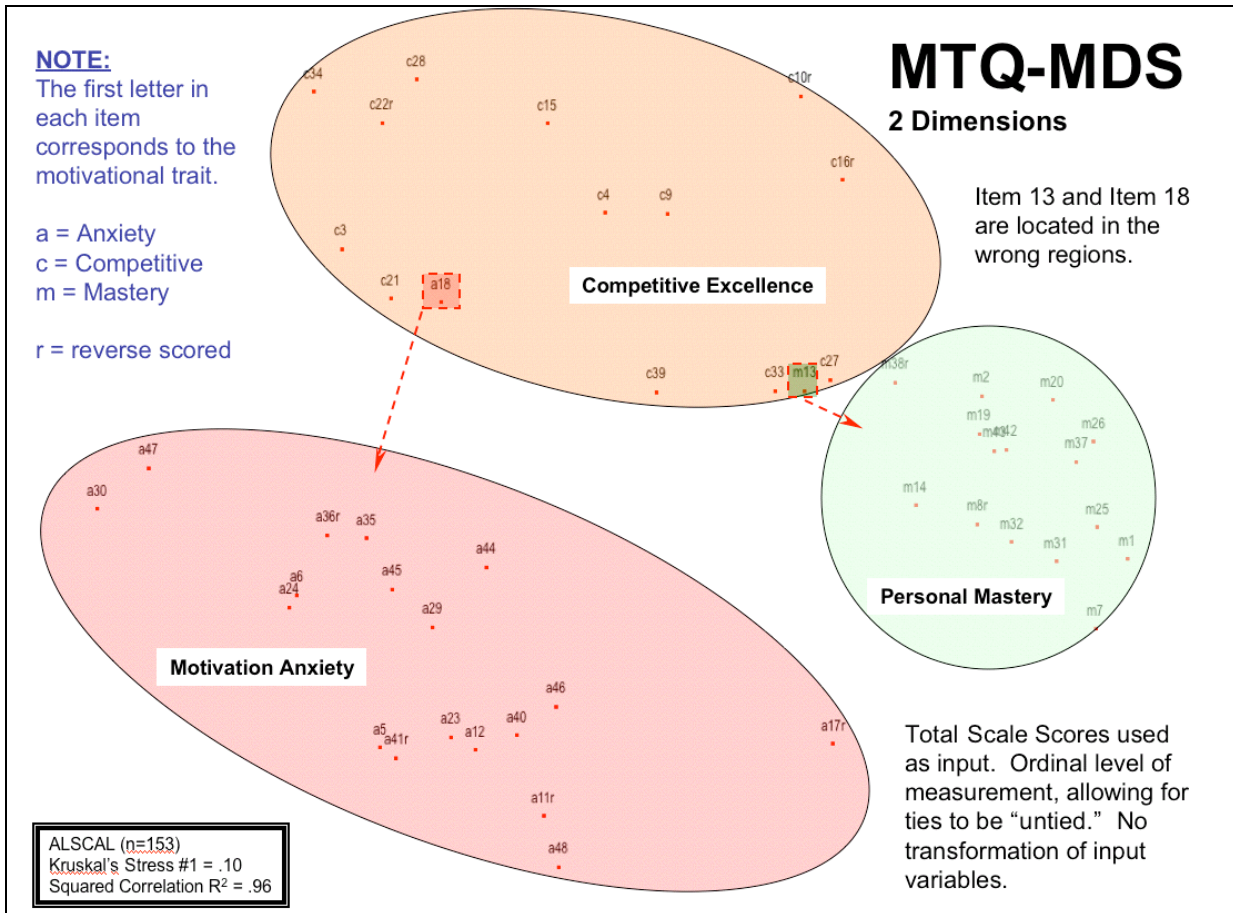 NOTE:
The first letter in
each item
corresponds to the
motivational trait.
a = Anxiety
c = Competitive
m = Mastery
r = reverse scored
MTQ-MDS
2 Dimensions
Item 13 and Item 18
are located in the
wrong regions.
c34
c28
c22r
c15
c10r
c16r
c4
c9
c3
c21
a18
Competitive Excellence
c39
c33
m13
c27
m38r
m2
m20
m19
m26
m37
m14
m8r
m32
m25
m31
m1
Personal Mastery
m7
a47
a30
a36r
a35
a44
a6
a24
a45
a29
Motivation Anxiety
a46
a5
a41r
a23
a12
a40
a17r
a11r
a48
Total Scale Scores used
as input. Ordinal level of
measurement, allowing for
ties to be “untied.” No
transformation of input
variables.
ALSCAL (n=153)
Kruskal’s Stress #1 = .10
Squared Correlation R² = .96